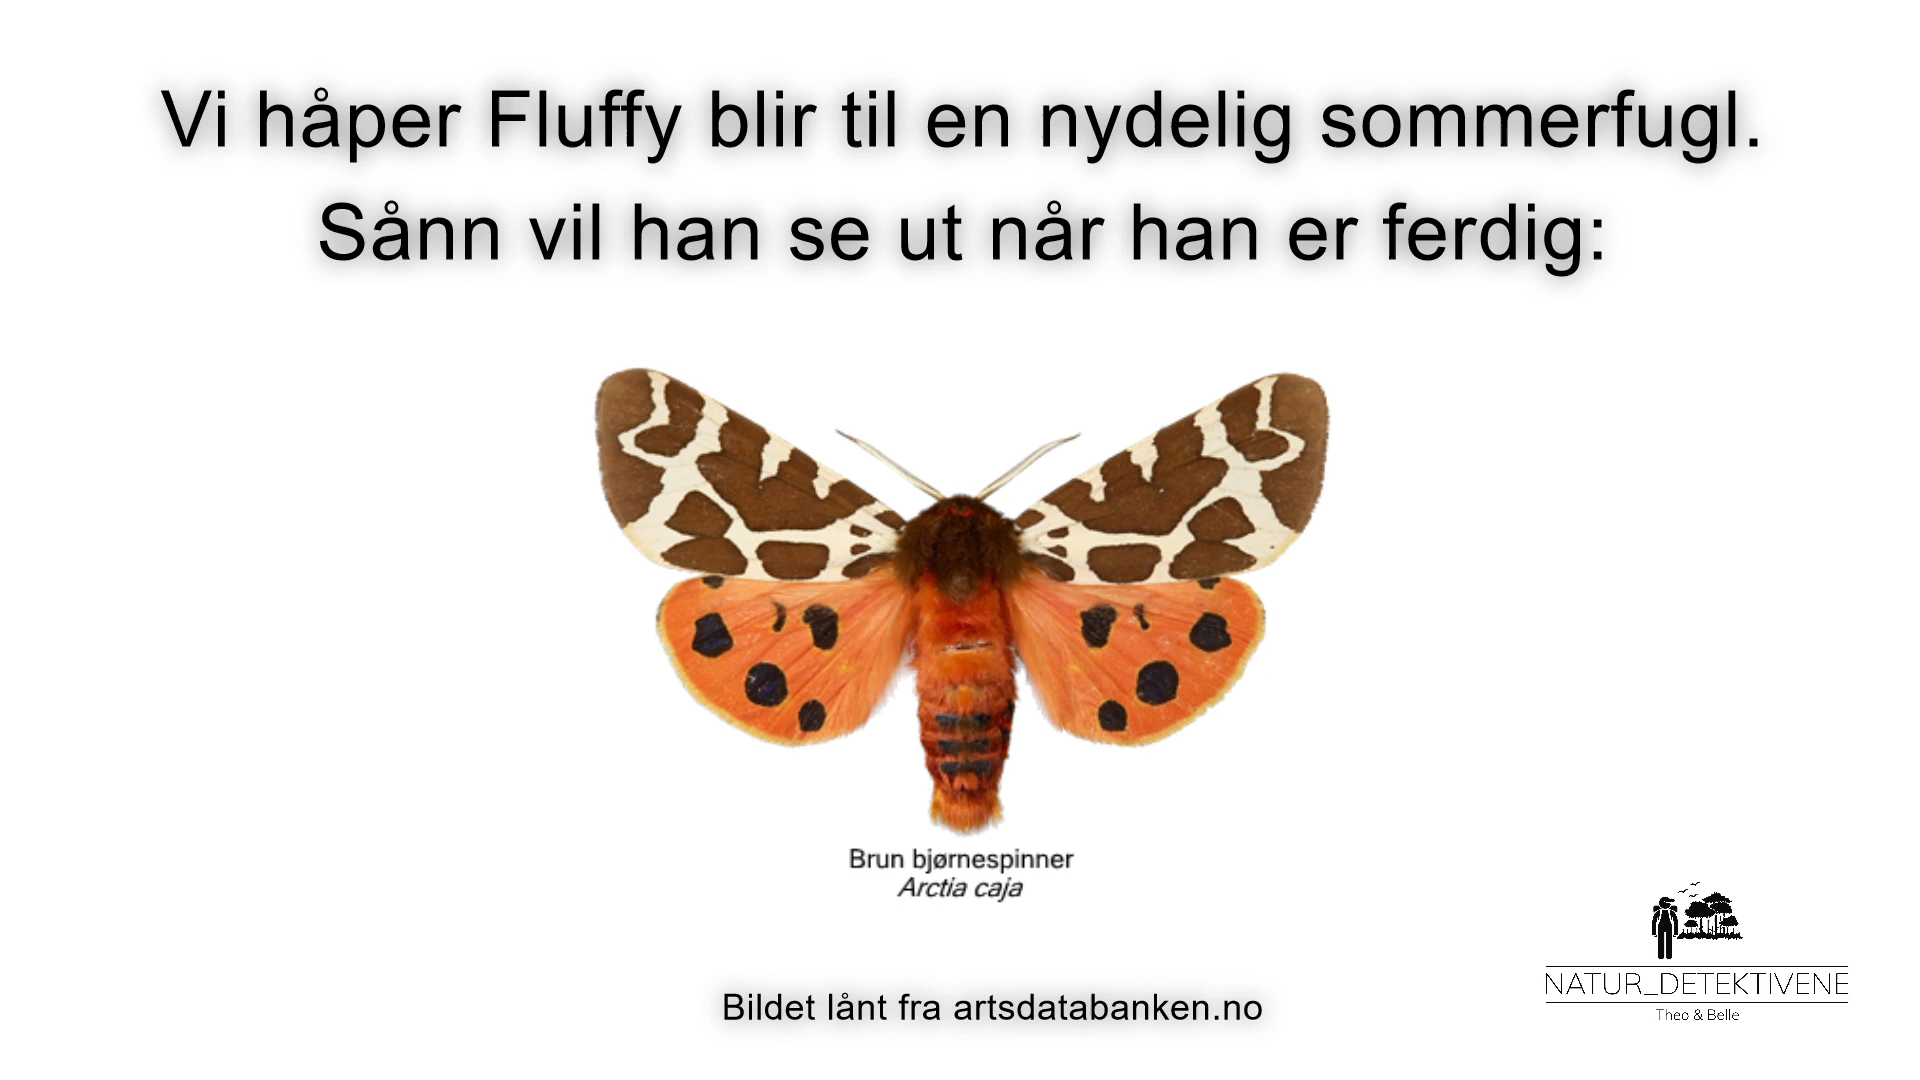 Vi håper Fluffy blir til en nydelig sommerfugl.
Sånn vil han se ut når han er ferdig:
Brun bjørnespinner
Arctia caja
Bildet lånt fra artsdatabanken.no
NATUR_DETEKTIVENE
Theo & Belle